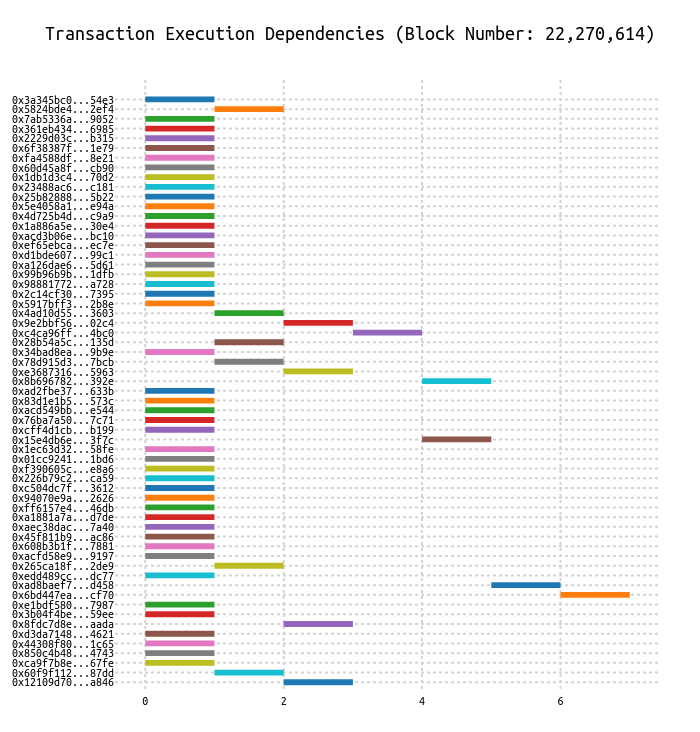 Transaction Execution Dependencies (Block Number: 22,270,614)
0x3a345bc0...54e3
0x5824bde4...2ef4
0x7ab5336a...9052
0x361eb434...6985
0x2229d03c...b315
0x6f38387f...1e79
0xfa4588df...8e21
0x60d45a8f...cb90
0x1db1d3c4...70d2
0x23488ac6...c181
0x25b82888...5b22
0x5e4058a1...e94a
0x4d725b4d...c9a9
0x1a886a5e...30e4
0xacd3b06e...bc10
0xef65ebca...ec7e
0xd1bde607...99c1
0xa126dae6...5d61
0x99b96b9b...1dfb
0x98881772...a728
0x2c14cf30...7395
0x5917bff3...2b8e
0x4ad10d55...3603
0x9e2bbf56...02c4
0xc4ca96ff...4bc0
0x28b54a5c...135d
0x34bad8ea...9b9e
0x78d915d3...7bcb
0xe3687316...5963
0x8b696782...392e
0xad2fbe37...633b
0x83d1e1b5...573c
0xacd549bb...e544
0x76ba7a50...7c71
0xcff4d1cb...b199
0x15e4db6e...3f7c
0x1ec63d32...58fe
0x01cc9241...1bd6
0xf390605c...e8a6
0x226b79c2...ca59
0xc504dc7f...3612
0x94070e9a...2626
0xff6157e4...46db
0xa1881a7a...d7de
0xaec38dac...7a40
0x45f811b9...ac86
0x608b3b1f...7881
0xacfd58e9...9197
0x265ca18f...2de9
0xedd489cc...dc77
0xad8baef7...d458
0x6bd447ea...cf70
0xe1bdf580...7987
0x3b04f4be...59ee
0x8fdc7d8e...aada
0xd3da7148...4621
0x44308f80...1c65
0x850c4b48...4743
0xca9f7b8e...67fe
0x60f9f112...87dd
0x12109d70...a846
0 2 4 6